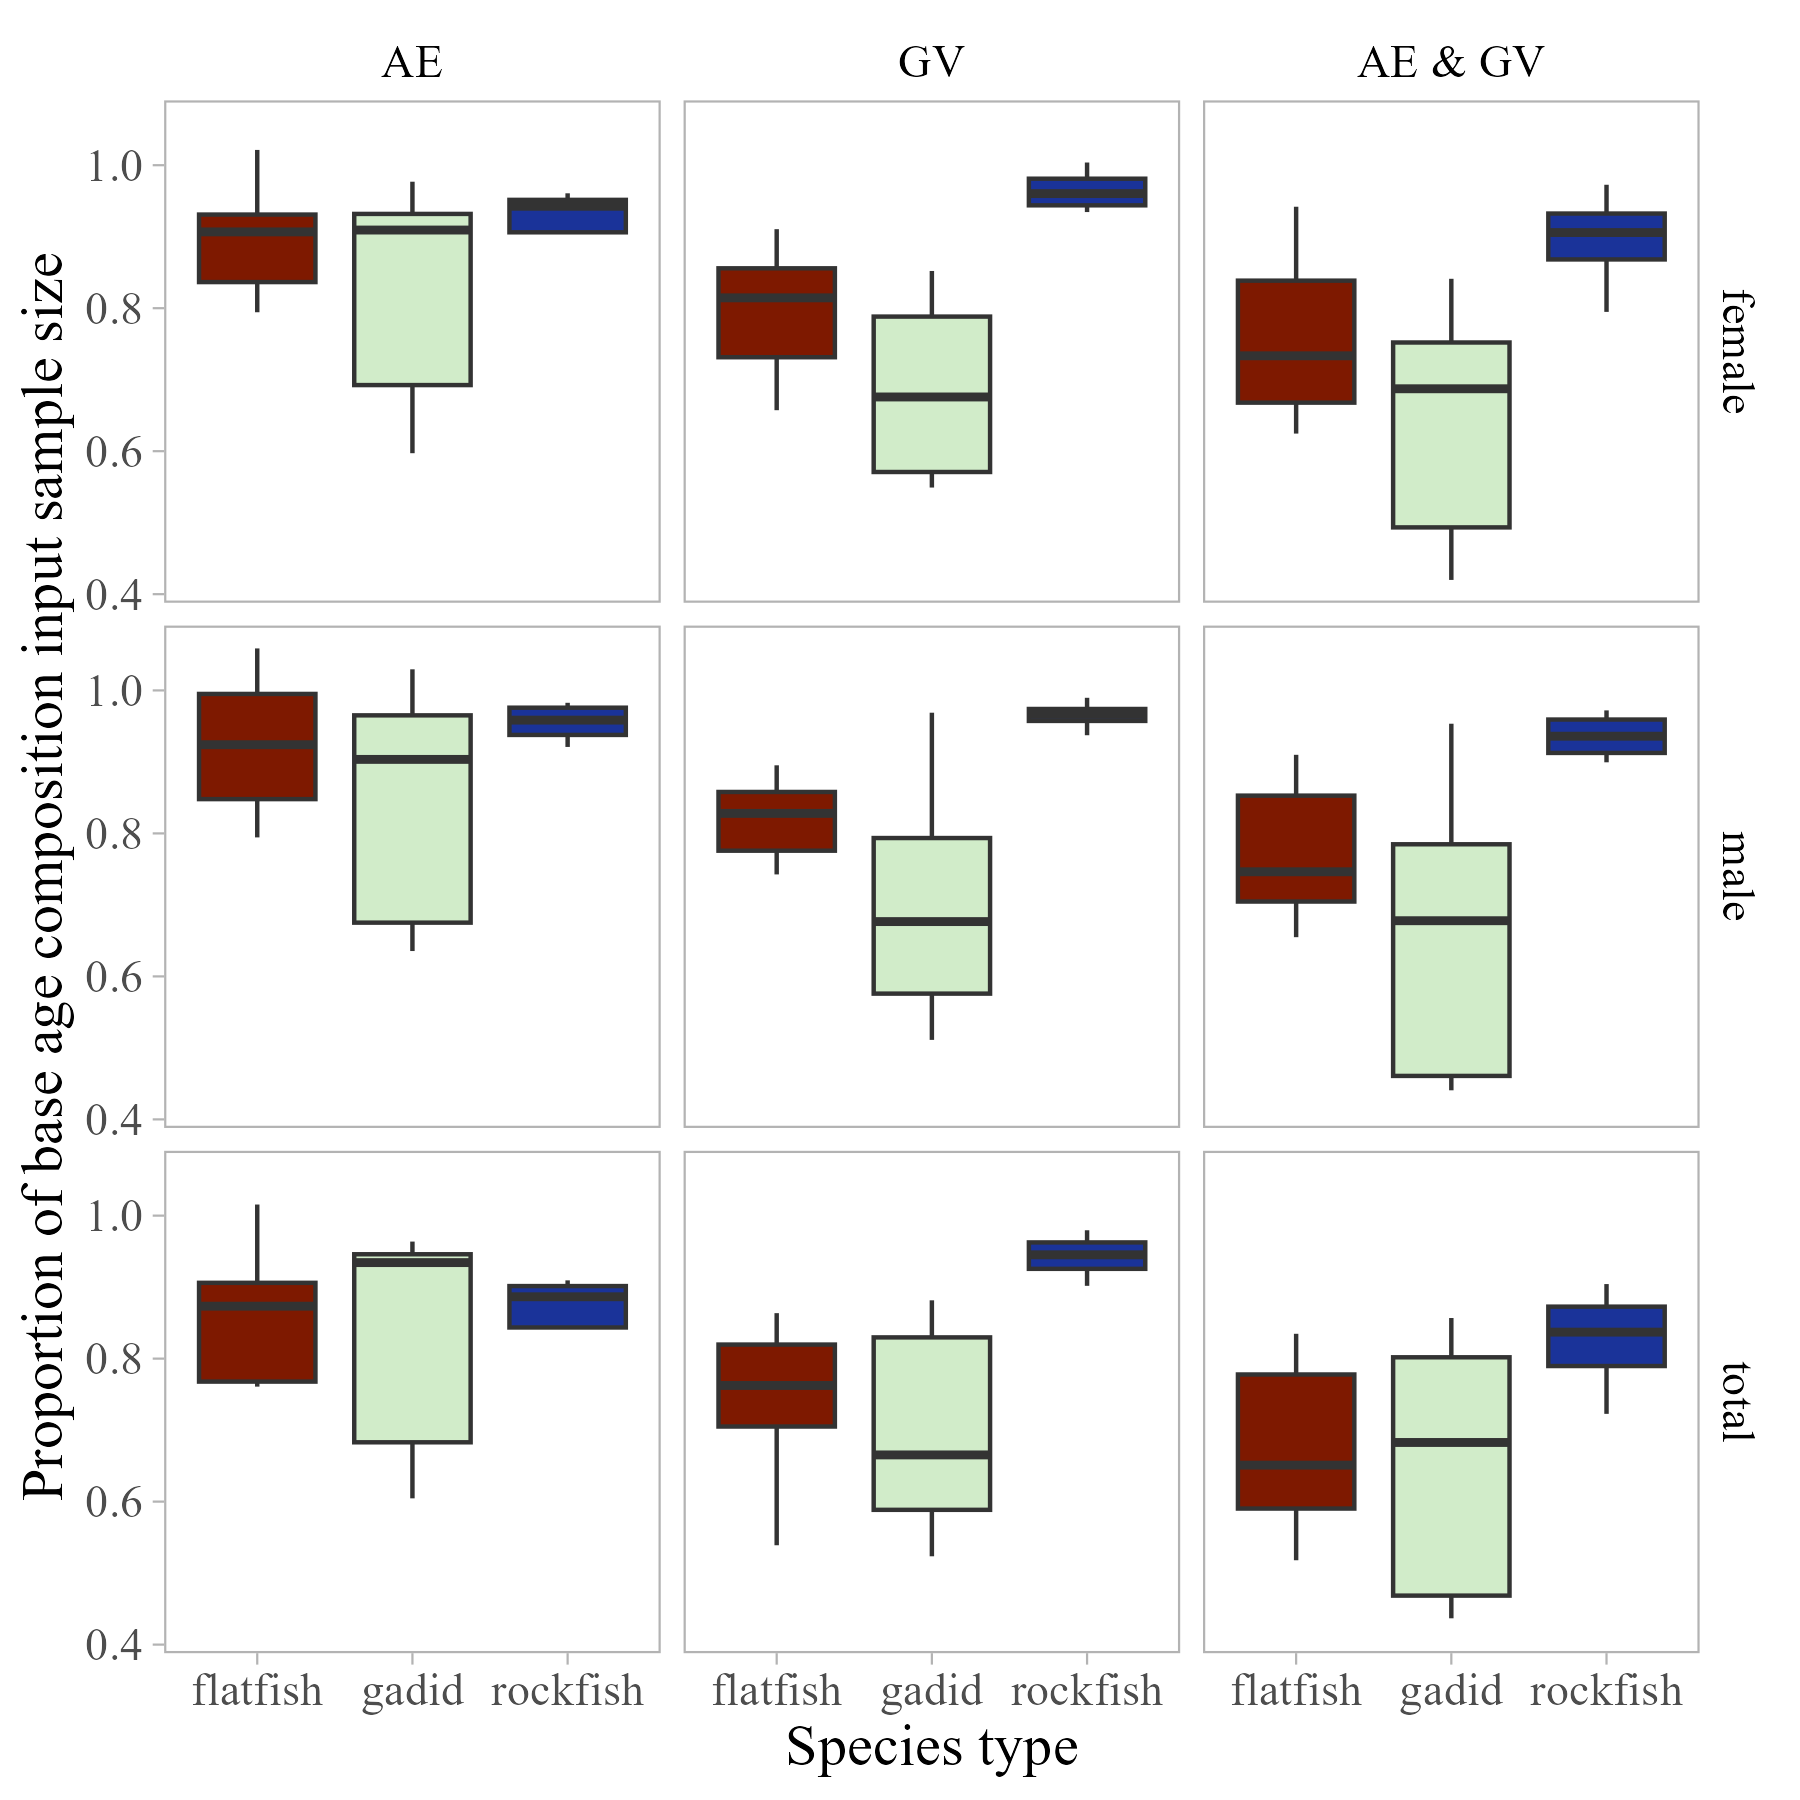 AE GV AE & GV
Proportion of base age composition input sample size
1.0
0.8
0.6
0.4
female
1.0
0.8
0.6
0.4
male
1.0
0.8
0.6
0.4
total
flatfish gadid rockfish flatfish gadid rockfish flatfish gadid rockfish
Species type